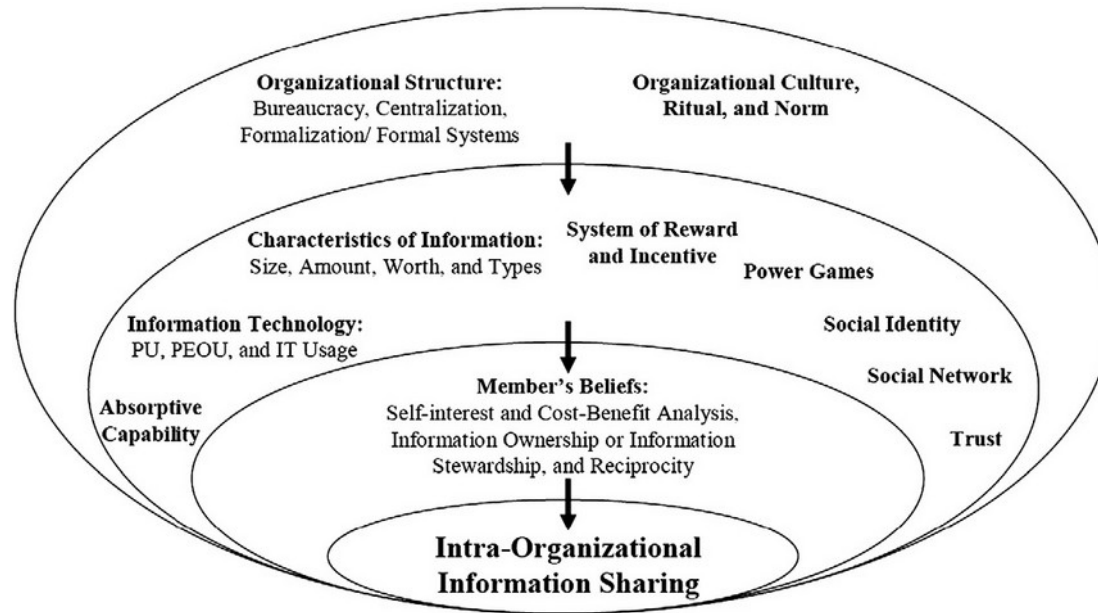 Organizational Structure:
Bureaucracy, Centralization,
Formalization/ Formal Systems
Organizational Culture,
Ritual, and Norm
Characteristics of Information:
Size, Amount, Worth, and Types
System of Reward
and Incentive
Power Games
Information Technology:
PU, PEOU, and IT Usage
Social Identity
Absorptive
Capability
Social Network
Trust
Member’s Beliefs:
Self-interest and Cost-Benefit Analysis,
Information Ownership or Information
Stewardship, and Reciprocity
Intra-Organizational
Information Sharing